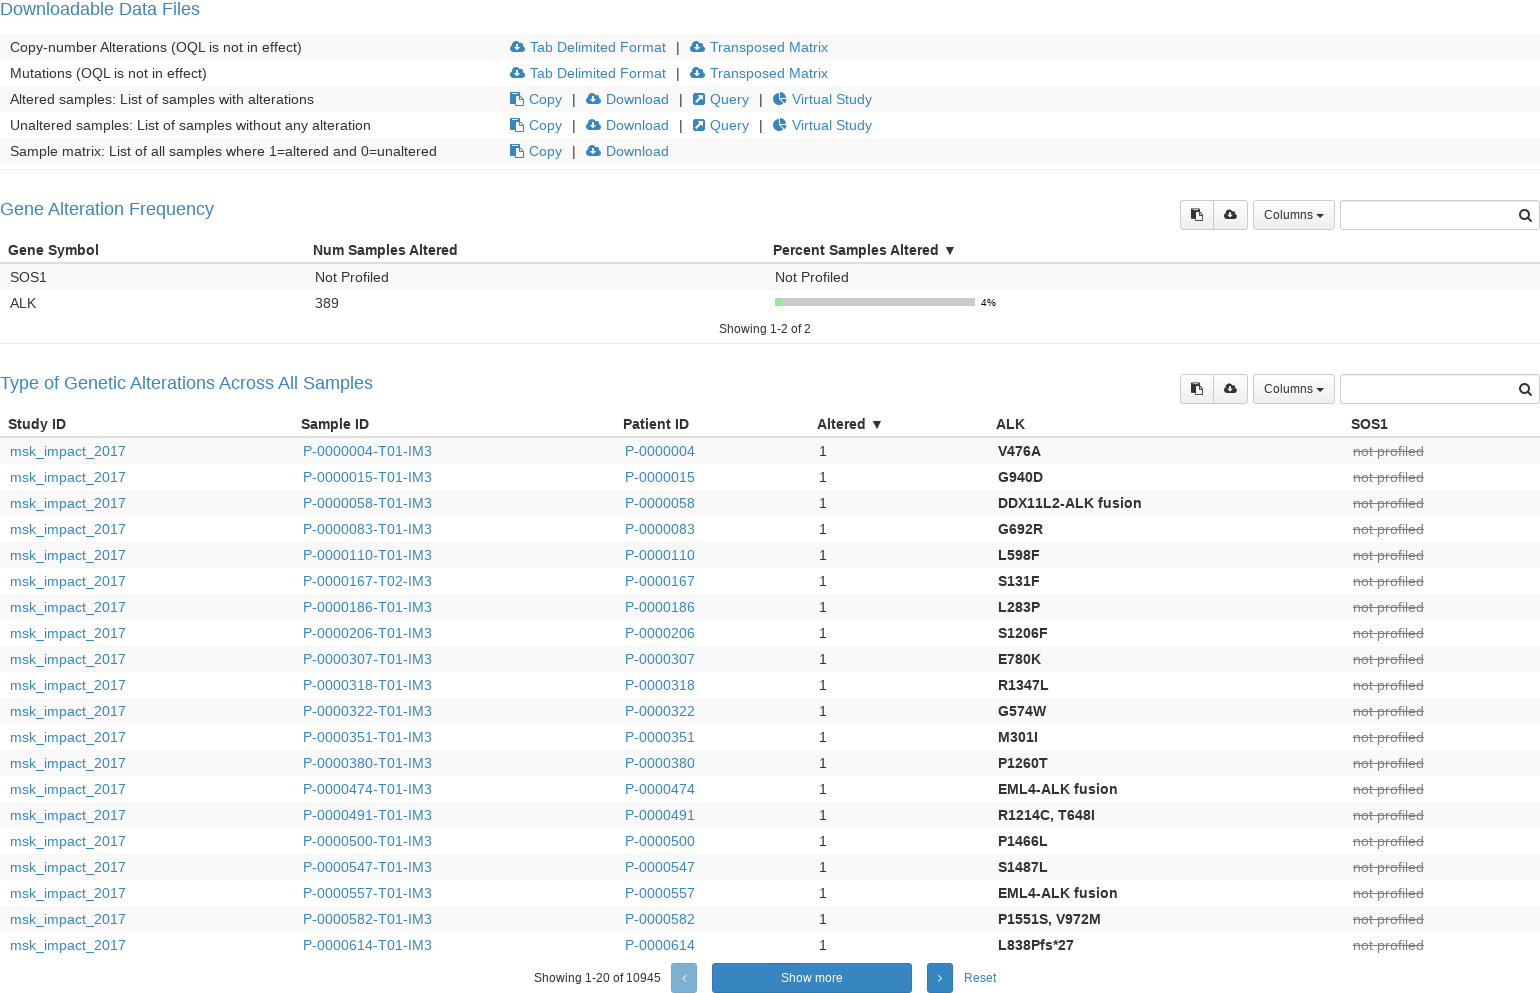 Downloadable Data Files
Copy-number Alterations (OQL is not in effect) Tab Delimited Format | Transposed Matrix
Mutations (OQL is not in effect) Tab Delimited Format | Transposed Matrix
Altered samples: List of samples with alterations Copy | Download | Query | Virtual Study
Unaltered samples: List of samples without any alteration Copy | Download | Query | Virtual Study
Sample matrix: List of all samples where 1=altered and 0=unaltered Copy | Download
Gene Alteration Frequency Columns
Gene Symbol Num Samples Altered Percent Samples Altered ▼
SOS1 Not Profiled Not Profiled
ALK 389 4%
Showing 1-2 of 2
Type of Genetic Alterations Across All Samples Columns
Study ID Sample ID Patient ID Altered ▼ ALK SOS1
msk_impact_2017 P-0000004-T01-IM3 P-0000004 1 V476A not profiled
msk_impact_2017 P-0000015-T01-IM3 P-0000015 1 G940D not profiled
msk_impact_2017 P-0000058-T01-IM3 P-0000058 1 DDX11L2-ALK fusion not profiled
msk_impact_2017 P-0000083-T01-IM3 P-0000083 1 G692R not profiled
msk_impact_2017 P-0000110-T01-IM3 P-0000110 1 L598F not profiled
msk_impact_2017 P-0000167-T02-IM3 P-0000167 1 S131F not profiled
msk_impact_2017 P-0000186-T01-IM3 P-0000186 1 L283P not profiled
msk_impact_2017 P-0000206-T01-IM3 P-0000206 1 S1206F not profiled
msk_impact_2017 P-0000307-T01-IM3 P-0000307 1 E780K not profiled
msk_impact_2017 P-0000318-T01-IM3 P-0000318 1 R1347L not profiled
msk_impact_2017 P-0000322-T01-IM3 P-0000322 1 G574W not profiled
msk_impact_2017 P-0000351-T01-IM3 P-0000351 1 M301I not profiled
msk_impact_2017 P-0000380-T01-IM3 P-0000380 1 P1260T not profiled
msk_impact_2017 P-0000474-T01-IM3 P-0000474 1 EML4-ALK fusion not profiled
msk_impact_2017 P-0000491-T01-IM3 P-0000491 1 R1214C, T648I not profiled
msk_impact_2017 P-0000500-T01-IM3 P-0000500 1 P1466L not profiled
msk_impact_2017 P-0000547-T01-IM3 P-0000547 1 S1487L not profiled
msk_impact_2017 P-0000557-T01-IM3 P-0000557 1 EML4-ALK fusion not profiled
msk_impact_2017 P-0000582-T01-IM3 P-0000582 1 P1551S, V972M not profiled
msk_impact_2017 P-0000614-T01-IM3 P-0000614 1 L838Pfs*27 not profiled
Showing 1-20 of 10945 ‹ Show more › Reset